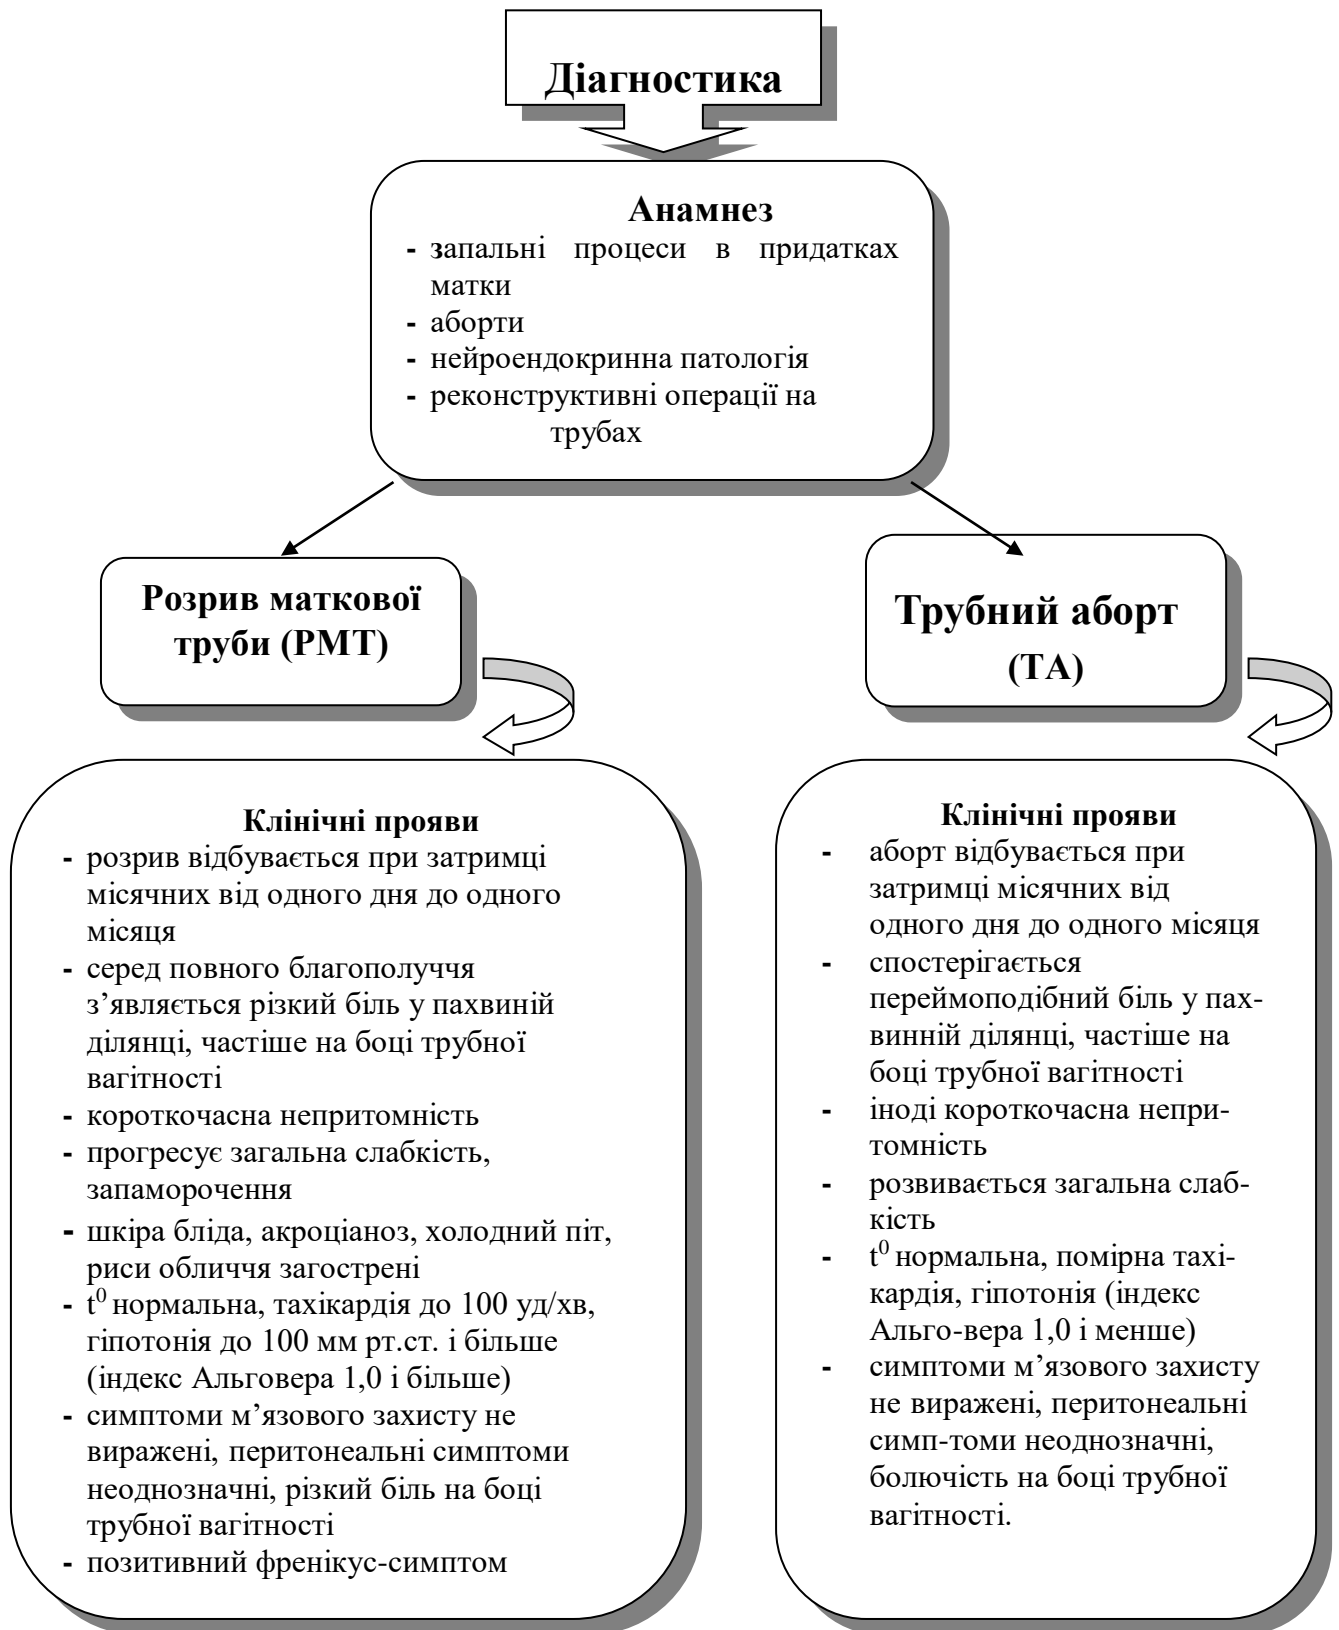 Діагностика
Анамнез
- запальні процеси в придатках
матки
- аборти
- нейроендокринна патологія
- реконструктивні операції на
трубах
Розрив маткової
труби (РМТ)
Трубний аборт
(ТА)
Клінічні прояви
- розрив відбувається при затримці
місячних від одного дня до одного
місяця
- серед повного благополуччя
з’являється різкий біль у пахвиній
ділянці, частіше на боці трубної
вагітності
- короткочасна непритомність
- прогресує загальна слабкість,
запаморочення
- шкіра бліда, акроціаноз, холодний піт,
риси обличчя загострені
- t⁰ нормальна, тахікардія до 100 уд/хв,
гіпотонія до 100 мм рт.ст. і більше
(індекс Альговера 1,0 і більше)
- симптоми м’язового захисту не
виражені, перитонеальні симптоми
неоднозначні, різкий біль на боці
трубної вагітності
- позитивний френікус-симптом
Клінічні прояви
- аборт відбувається при
затримці місячних від
одного дня до одного місяця
- спостерігається
переймоподібний біль у пах-
винній ділянці, частіше на
боці трубної вагітності
- іноді короткочасна непри-
томність
- розвивається загальна слаб-
кість
- t⁰ нормальна, помірна тахі-
кардія, гіпотонія (індекс
Альго-вера 1,0 і менше)
- симптоми м’язового захисту
не виражені, перитонеальні
симп-томи неоднозначні,
болючість на боці трубної
вагітності.